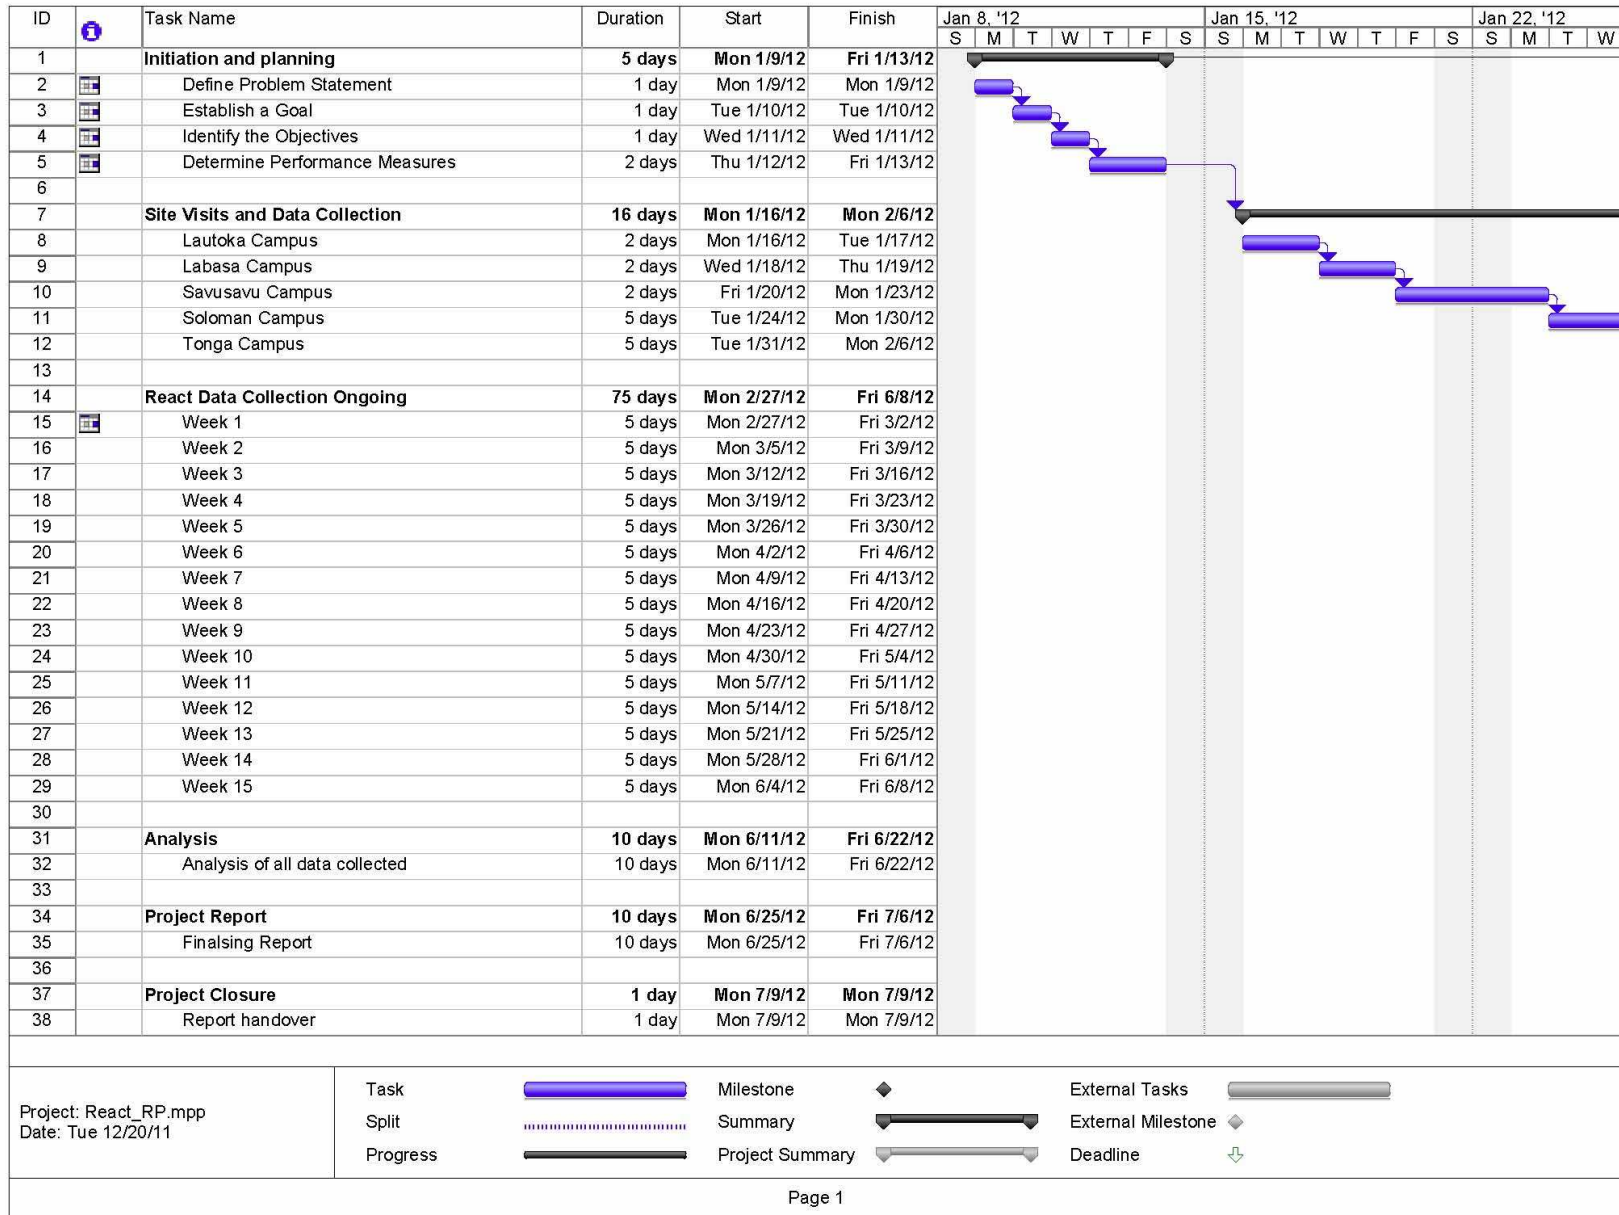 ID Task Name Duration Start Finish Jan 8, '12 Jan 15, '12 Jan 22, '12
S M T W T F S S M T W T F S S M T W
1 Initiation and planning 5 days Mon 1/9/12 Fri 1/13/12
2 Define Problem Statement 1 day Mon 1/9/12 Mon 1/9/12
3 Establish a Goal 1 day Tue 1/10/12 Tue 1/10/12
4 Identify the Objectives 1 day Wed 1/11/12 Wed 1/11/12
5 Determine Performance Measures 2 days Thu 1/12/12 Fri 1/13/12
6
7 Site Visits and Data Collection 16 days Mon 1/16/12 Mon 2/6/12
8 Lautoka Campus 2 days Mon 1/16/12 Tue 1/17/12
9 Labasa Campus 2 days Wed 1/18/12 Thu 1/19/12
10 Savusavu Campus 2 days Fri 1/20/12 Mon 1/23/12
11 Soloman Campus 5 days Tue 1/24/12 Mon 1/30/12
12 Tonga Campus 5 days Tue 1/31/12 Mon 2/6/12
13
14 React Data Collection Ongoing 75 days Mon 2/27/12 Fri 6/8/12
15 Week 1 5 days Mon 2/27/12 Fri 3/2/12
16 Week 2 5 days Mon 3/5/12 Fri 3/9/12
17 Week 3 5 days Mon 3/12/12 Fri 3/16/12
18 Week 4 5 days Mon 3/19/12 Fri 3/23/12
19 Week 5 5 days Mon 3/26/12 Fri 3/30/12
20 Week 6 5 days Mon 4/2/12 Fri 4/6/12
21 Week 7 5 days Mon 4/9/12 Fri 4/13/12
22 Week 8 5 days Mon 4/16/12 Fri 4/20/12
23 Week 9 5 days Mon 4/23/12 Fri 4/27/12
24 Week 10 5 days Mon 4/30/12 Fri 5/4/12
25 Week 11 5 days Mon 5/7/12 Fri 5/11/12
26 Week 12 5 days Mon 5/14/12 Fri 5/18/12
27 Week 13 5 days Mon 5/21/12 Fri 5/25/12
28 Week 14 5 days Mon 5/28/12 Fri 6/1/12
29 Week 15 5 days Mon 6/4/12 Fri 6/8/12
30
31 Analysis 10 days Mon 6/11/12 Fri 6/22/12
32 Analysis of all data collected 10 days Mon 6/11/12 Fri 6/22/12
33
34 Project Report 10 days Mon 6/25/12 Fri 7/6/12
35 Finalsing Report 10 days Mon 6/25/12 Fri 7/6/12
36
37 Project Closure 1 day Mon 7/9/12 Mon 7/9/12
38 Report handover 1 day Mon 7/9/12 Mon 7/9/12
Project: React_RP.mpp
Date: Tue 12/20/11
Task Milestone External Tasks
Split Summary External Milestone
Progress Project Summary Deadline
Page 1